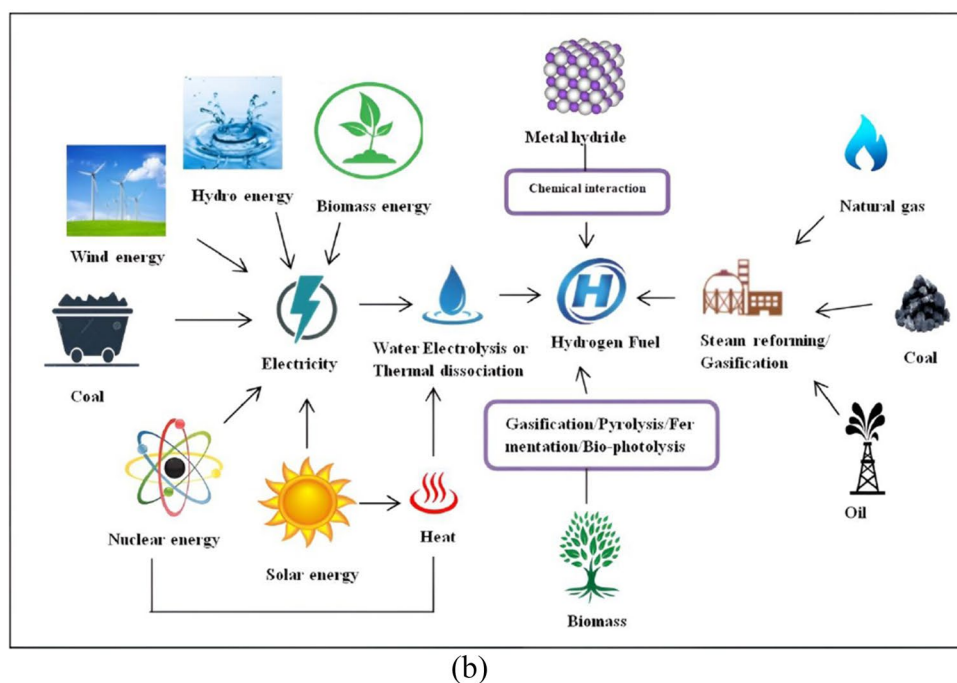 Metal hydride
Chemical interaction
Hydro energy
Biomass energy
Natural gas
Wind energy
H
Electricity
Water Electrolysis or
Thermal dissociation
Hydrogen Fuel
Steam reforming/
Gasification
Coal
Coal
Gasification/Pyrolysis/Fer
mentation/Bio-photolysis
Oil
Nuclear energy
Heat
Solar energy
Biomass
(b)